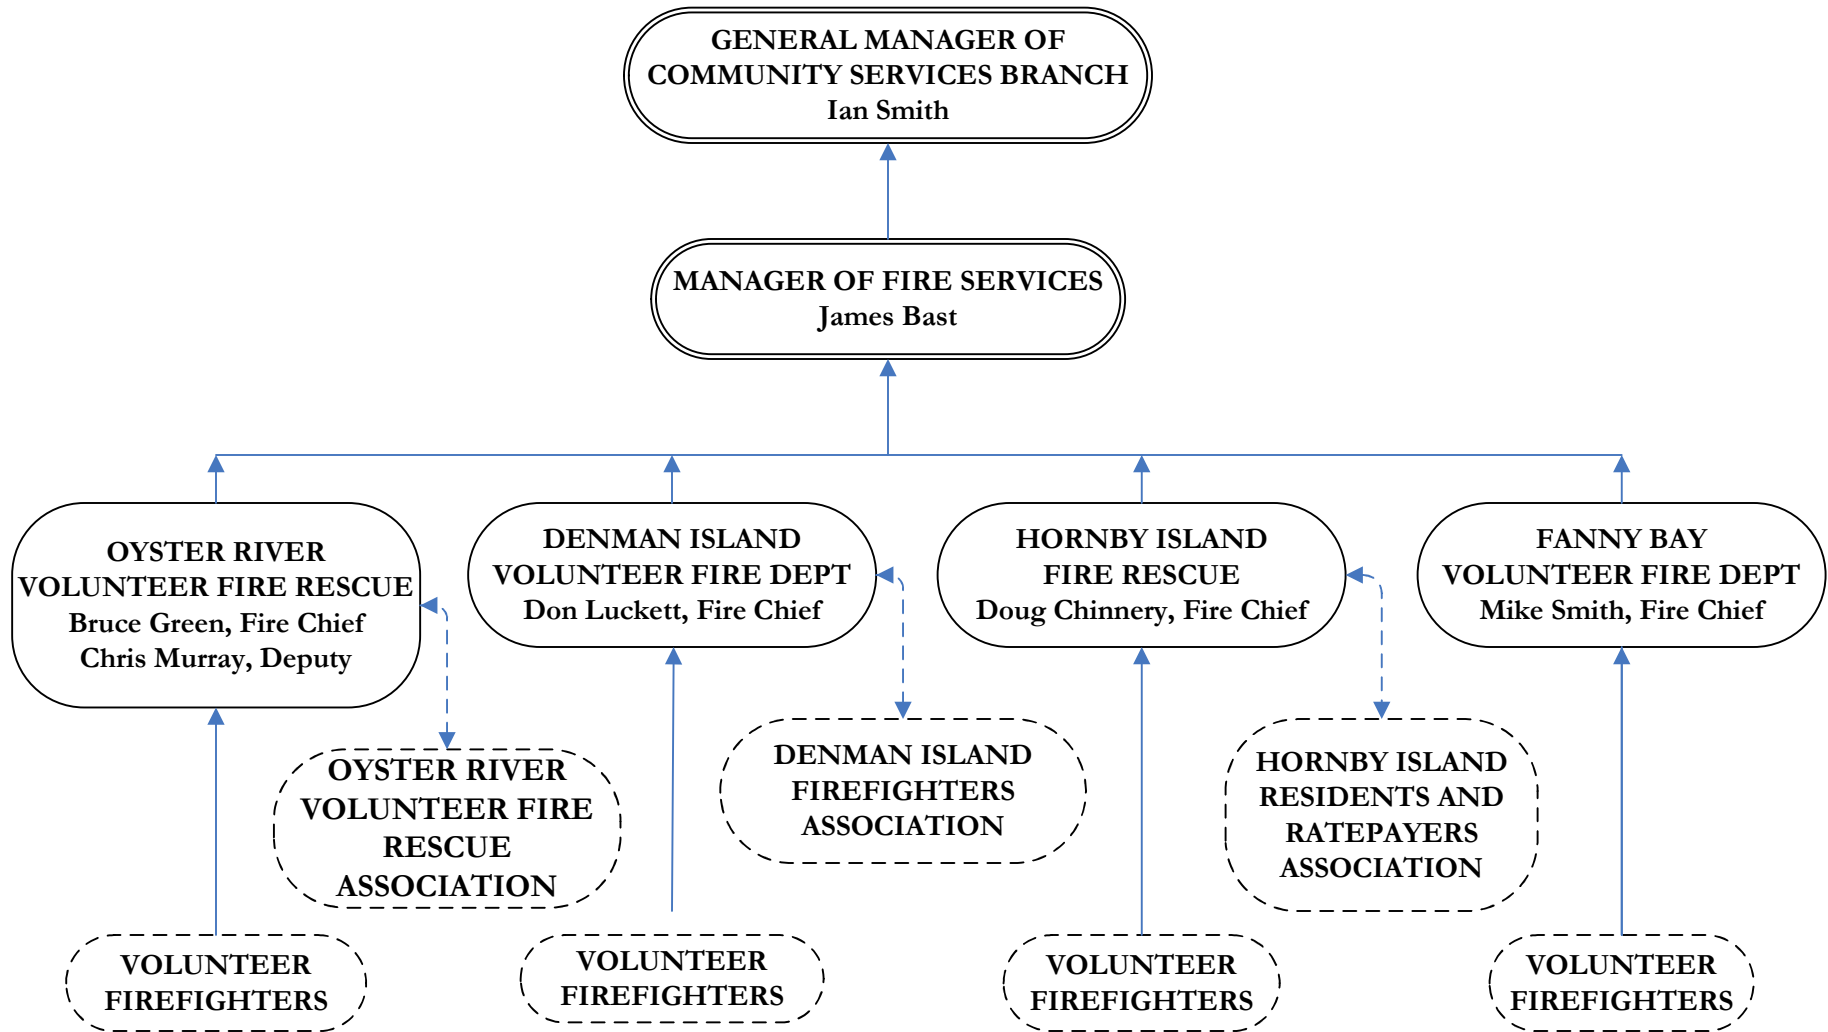 GENERAL MANAGER OF
COMMUNITY SERVICES BRANCH
Ian Smith
MANAGER OF FIRE SERVICES
James Bast
OYSTER RIVER
VOLUNTEER FIRE RESCUE
Bruce Green, Fire Chief
Chris Murray, Deputy
DENMAN ISLAND
VOLUNTEER FIRE DEPT
Don Luckett, Fire Chief
HORNBY ISLAND
FIRE RESCUE
Doug Chinnery, Fire Chief
FANNY BAY
VOLUNTEER FIRE DEPT
Mike Smith, Fire Chief
OYSTER RIVER
VOLUNTEER FIRE
RESCUE
ASSOCIATION
DENMAN ISLAND
FIREFIGHTERS
ASSOCIATION
HORNBY ISLAND
RESIDENTS AND
RATEPAYERS
ASSOCIATION
VOLUNTEER
FIREFIGHTERS
VOLUNTEER
FIREFIGHTERS
VOLUNTEER
FIREFIGHTERS
VOLUNTEER
FIREFIGHTERS